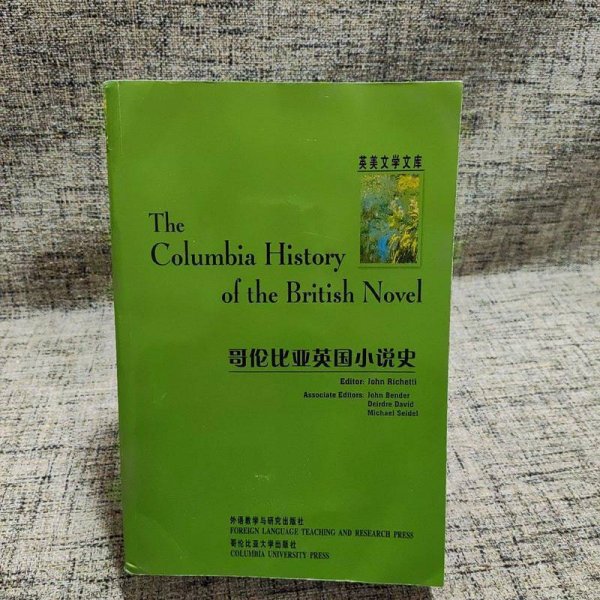 英美文学文库
The
Columbia History
of the British Novel
哥伦比亚英国小说史
Editor: John Richetti
Associate Editors: John Bender
Deirdre David
Michael Seidel
外语教学与研究出版社
FOREIGN LANGUAGE TEACHING AND RESEARCH PRESS
哥伦比亚大学出版社
COLUMBIA UNIVERSITY PRESS